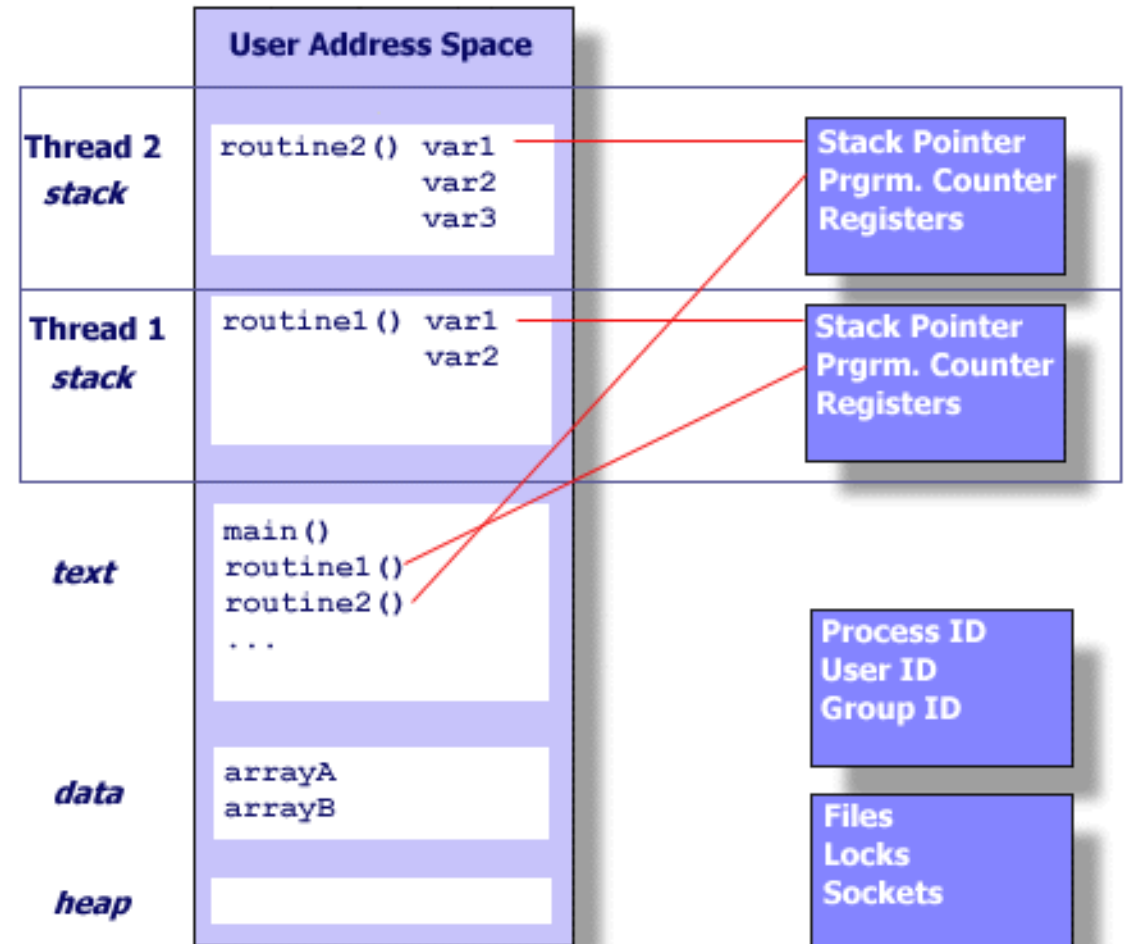 User Address Space
Thread 2
stack
routine2() var1
var2
var3
Stack Pointer
Prgrm. Counter
Registers
Thread 1
stack
routine1() var1
var2
Stack Pointer
Prgrm. Counter
Registers
text
main()
routine1()
routine2()
...
Process ID
User ID
Group ID
data
arrayA
arrayB
Files
Locks
Sockets
heap